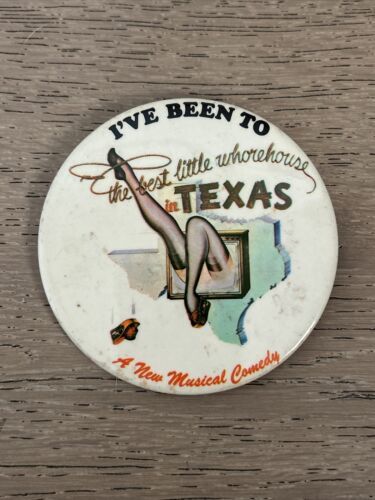 I'VE BEEN TO
the best little whorehouse
in TEXAS
A New Musical Comedy